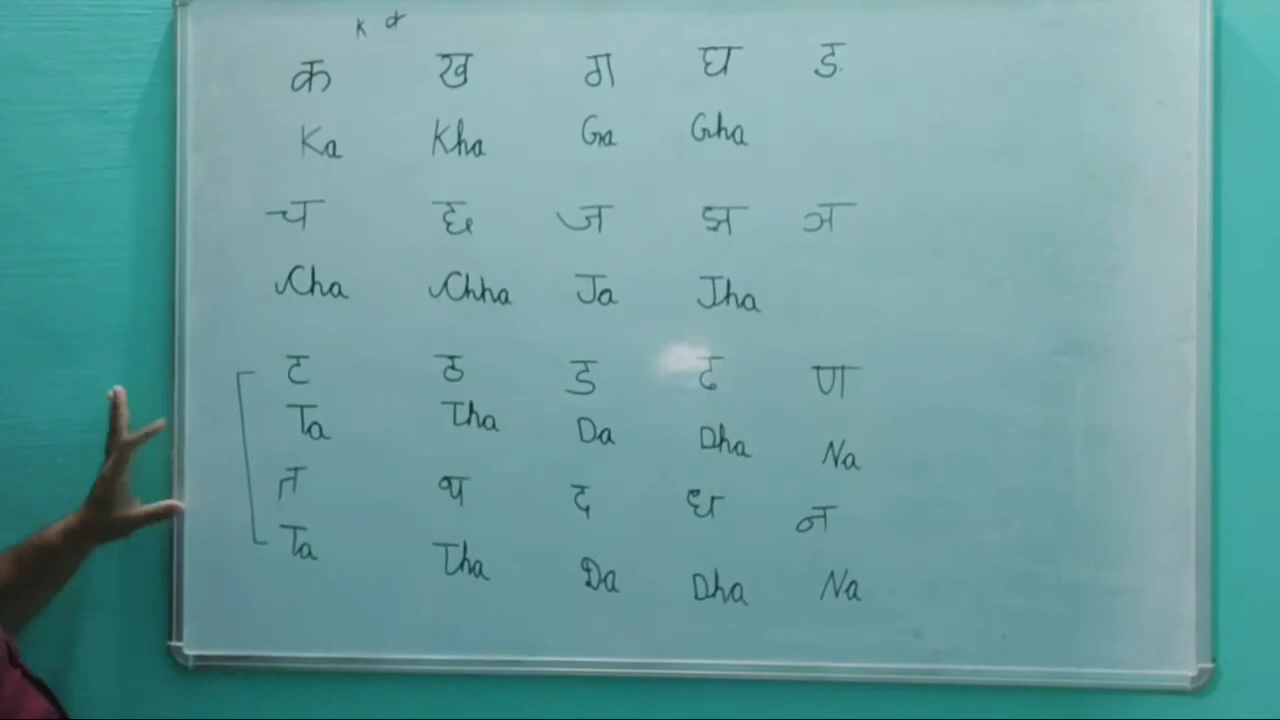 K क
क ख ग घ ङ
Ka Kha Ga Gha
च छ ज झ ञ
Cha Chha Ja Jha
ट ठ ड ढ ण
Ta Tha Da Dha Na
त थ द ध न
Ta Tha Da Dha Na